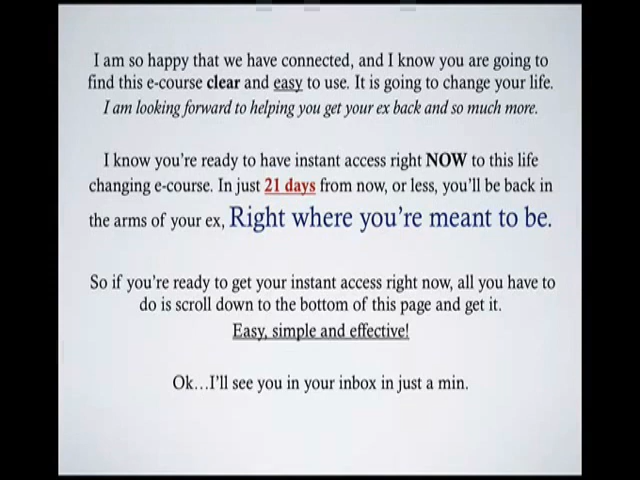 I am so happy that we have connected, and I know you are going to
find this e-course clear and easy to use. It is going to change your life.
I am looking forward to helping you get your ex back and so much more.
I know you're ready to have instant access right NOW to this life
changing e-course. In just 21 days from now, or less, you'll be back in
the arms of your ex, Right where you're meant to be.
So if you're ready to get your instant access right now, all you have to
do is scroll down to the bottom of this page and get it.
Easy, simple and effective!
Ok…I'll see you in your inbox in just a min.